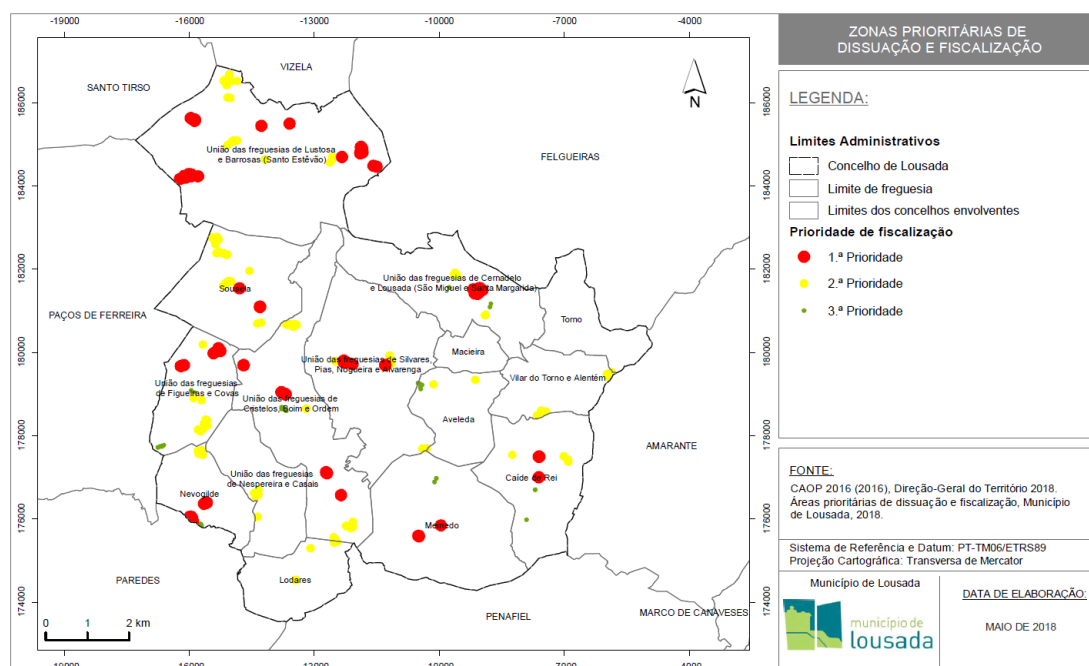 -19000 -16000 -13000 -10000 -7000 -4000
186000 184000 182000 180000 178000 176000 174000
186000 184000 182000 180000 178000 176000 174000
VIZELA
SANTO TIRSO
N
União das freguesias de Lustosa
e Barrosas (Santo Estêvão)
FELGUEIRAS
União das freguesias de Cernadelo
e Lousada (São Miguel e Santa Margarida)
Sousela
PAÇOS DE FERREIRA
Torno
Macieira
União das freguesias de Silvares,
Pias, Nogueira e Alvarenga
Vilar do Torno e Alentém
União das freguesias
de Figueiras e Covas
União das freguesias de
Cristelos, Boim e Ordem
Aveleda
AMARANTE
União das freguesias
de Nespereira e Casais
Caíde de Rei
Nevogilde
Meinedo
PAREDES
Lodares
PENAFIEL
MARCO DE CANAVESES
0 1 2 km
-19000 -16000 -13000 -10000 -7000 -4000
ZONAS PRIORITÁRIAS DE
DISSUAÇÃO E FISCALIZAÇÃO
LEGENDA:
Limites Administrativos
Concelho de Lousada
Limite de freguesia
Limites dos concelhos envolventes
Prioridade de fiscalização
1.ª Prioridade
2.ª Prioridade
3.ª Prioridade
FONTE:
CAOP 2016 (2016), Direção-Geral do Território 2018.
Áreas prioritárias de dissuação e fiscalização, Município
de Lousada, 2018.
Sistema de Referência e Datum: PT-TM06/ETRS89
Projeção Cartográfica: Transversa de Mercator
Município de Lousada
município de
lousada
DATA DE ELABORAÇÃO:
MAIO DE 2018